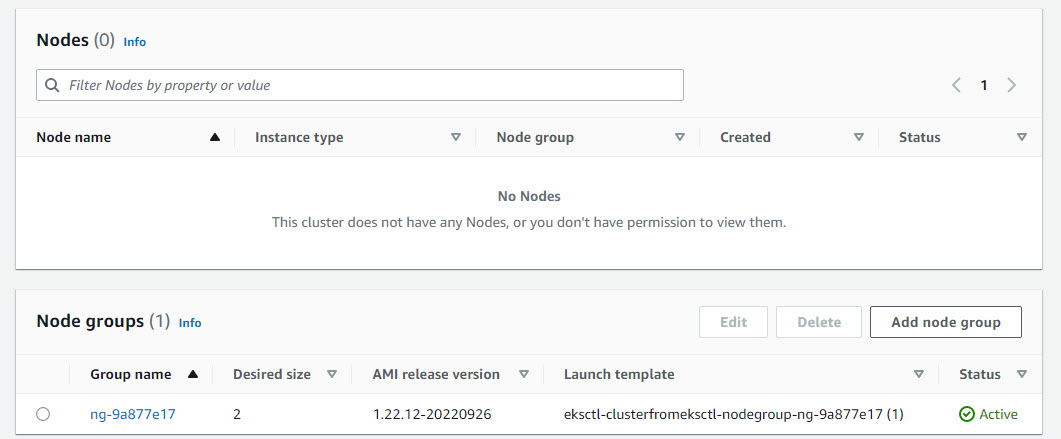 Nodes (0) Info
Filter Nodes by property or value
1
Node name Instance type Node group Created Status
No Nodes
This cluster does not have any Nodes, or you don't have permission to view them.
Node groups (1) Info Edit Delete Add node group
Group name Desired size AMI release version Launch template Status
ng-9a877e17 2 1.22.12-20220926 eksctl-clusterfromeksctl-nodegroup-ng-9a877e17 (1) Active